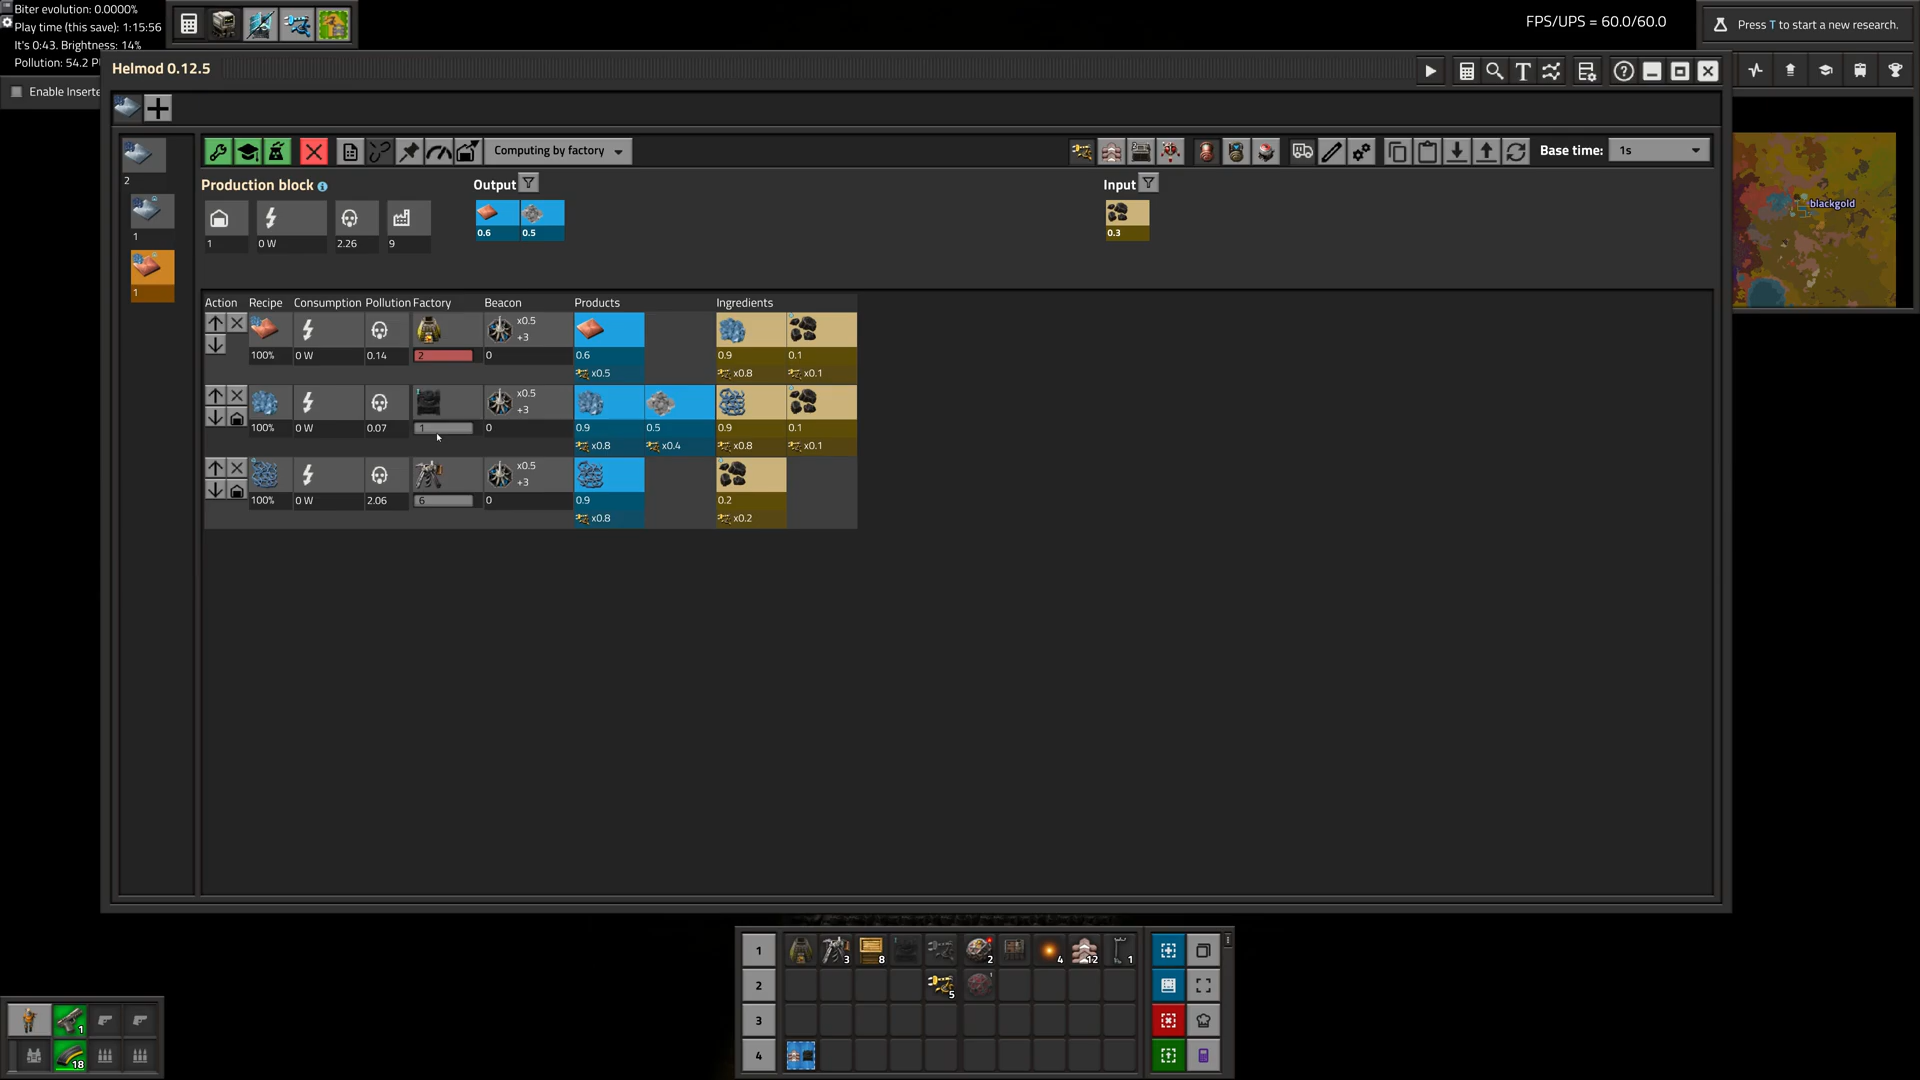 Biter evolution: 0.0000%
Play time (this save): 1:15:56
It's 0:43. Brightness: 14%
Pollution: 54.2 P
Enable Inserte
FPS/UPS = 60.0/60.0
Press T to start a new research.
Helmod 0.12.5
Computing by factory
Base time: 1s
2
1
1
Production block
Output
Input
1
0 W
2.26
9
0.6
0.5
0.3
Action Recipe Consumption Pollution Factory Beacon Products Ingredients
x0.5
+3
100% 0 W 0.14 2 0 0.6 0.9 0.1
x0.5 x0.8 x0.1
x0.5
+3
100% 0 W 0.07 1 0 0.9 0.5 0.9 0.1
x0.8 x0.4 x0.8 x0.1
x0.5
+3
100% 0 W 2.06 6 0 0.9 0.2
x0.8 x0.2
blackgold
1 3 8 2 4 12 1
2 5
3
4
1
18